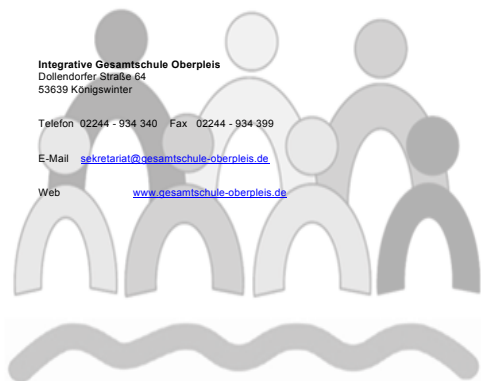 Integrative Gesamtschule Oberpleis
Dollendorfer Straße 64
53639 Königswinter
Telefon 02244 - 934 340 Fax 02244 - 934 399
E-Mail sekretariat@gesamtschule-oberpleis.de
Web www.gesamtschule-oberpleis.de